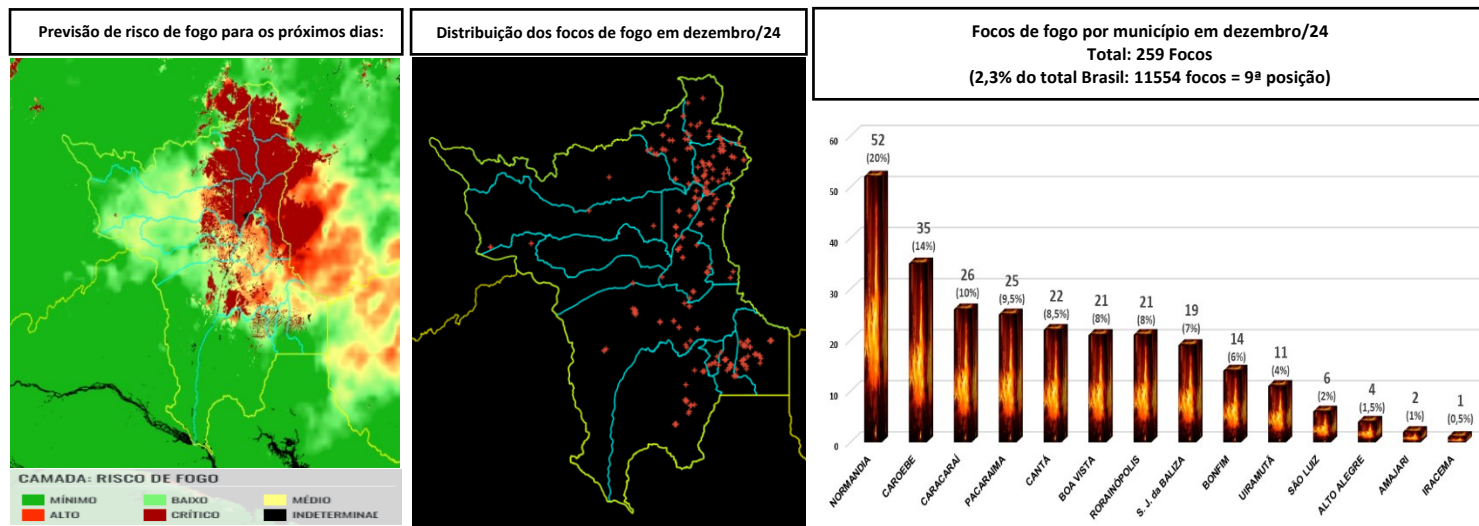 Previsão de risco de fogo para os próximos dias:
CAMADA: RISCO DE FOGO
MÍNIMO
BAIXO
MÉDIO
ALTO
CRÍTICO
INDETERMINAD
Distribuição dos focos de fogo em dezembro/24
Focos de fogo por município em dezembro/24
Total: 259 Focos
(2,3% do total Brasil: 11554 focos = 9ª posição)
60
50
40
30
20
10
0
52
(20%)
35
(14%)
26
(10%)
25
(9,5%)
22
(8,5%)
21
(8%)
21
(8%)
19
(7%)
14
(6%)
11
(4%)
6
(2%)
4
(1,5%)
2
(1%)
1
(0,5%)
NORMANDIA
CAROEBE
CARACARAÍ
PACARAIMA
CANTÁ
BOA VISTA
RORAINÓPOLIS
S. J. da BALIZA
BONFIM
UIRAMUTÃ
SÃO LUIZ
ALTO ALEGRE
AMAJARI
IRACEMA